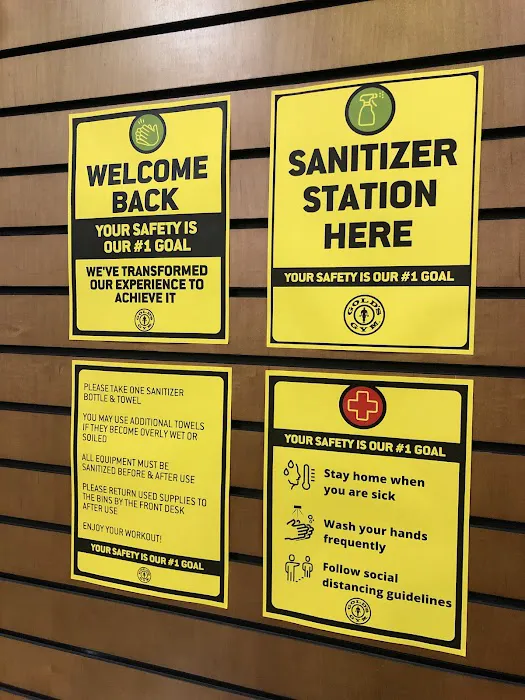 WELCOME
BACK
YOUR SAFETY IS
OUR #1 GOAL
WE'VE TRANSFORMED
OUR EXPERIENCE TO
ACHIEVE IT
GOLD'S GYM
SANITIZER
STATION
HERE
YOUR SAFETY IS OUR #1 GOAL
GOLD'S GYM
PLEASE TAKE ONE SANITIZER
BOTTLE & TOWEL
YOU MAY USE ADDITIONAL TOWELS
IF THEY BECOME OVERLY WET OR
SOILED
ALL EQUIPMENT MUST BE
SANITIZED BEFORE & AFTER USE
PLEASE RETURN USED SUPPLIES TO
THE BINS BY THE FRONT DESK
AFTER USE
ENJOY YOUR WORKOUT!
YOUR SAFETY IS OUR #1 GOAL
GOLD'S GYM
YOUR SAFETY IS OUR #1 GOAL
Stay home when
you are sick
Wash your hands
frequently
Follow social
distancing guidelines
GOLD'S GYM